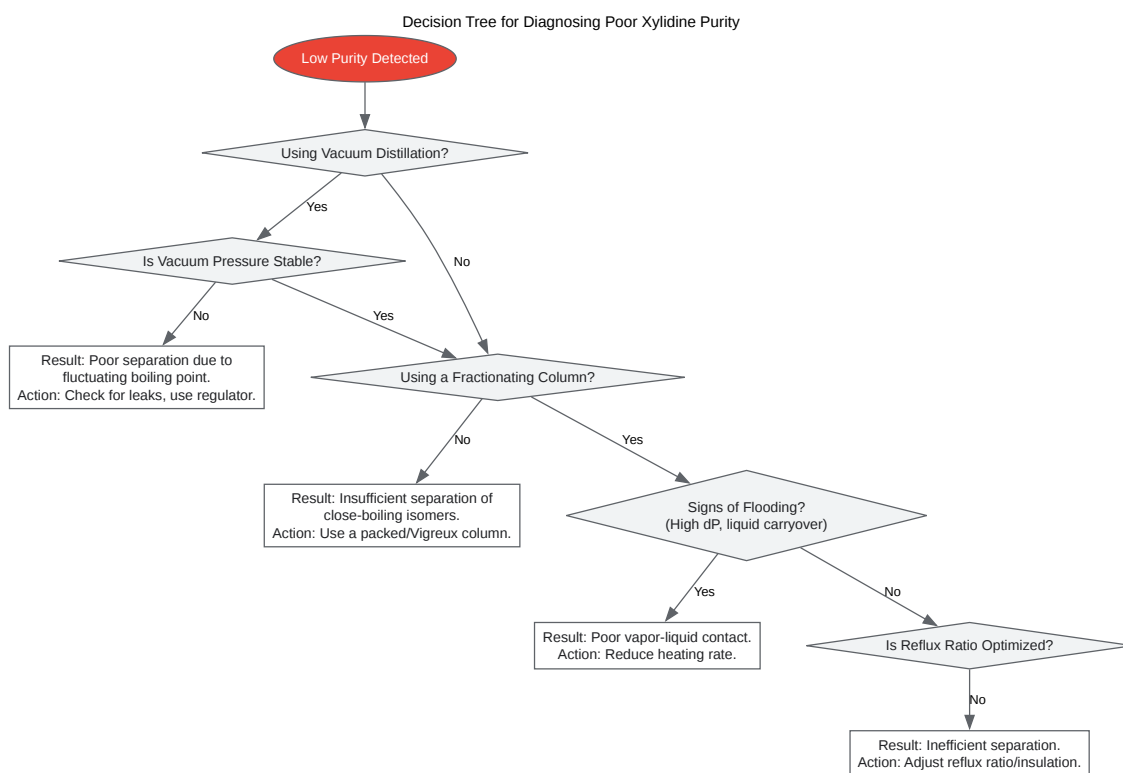 Decision Tree for Diagnosing Poor Xylidine Purity
Low Purity Detected
Using Vacuum Distillation?
Yes
No
Is Vacuum Pressure Stable?
No
Yes
Result: Poor separation due to
fluctuating boiling point.
Action: Check for leaks, use regulator.
Using a Fractionating Column?
No
Yes
Result: Insufficient separation of
close-boiling isomers.
Action: Use a packed/Vigreux column.
Signs of Flooding?
(High dP, liquid carryover)
Yes
No
Result: Poor vapor-liquid contact.
Action: Reduce heating rate.
Is Reflux Ratio Optimized?
No
Result: Inefficient separation.
Action: Adjust reflux ratio/insulation.